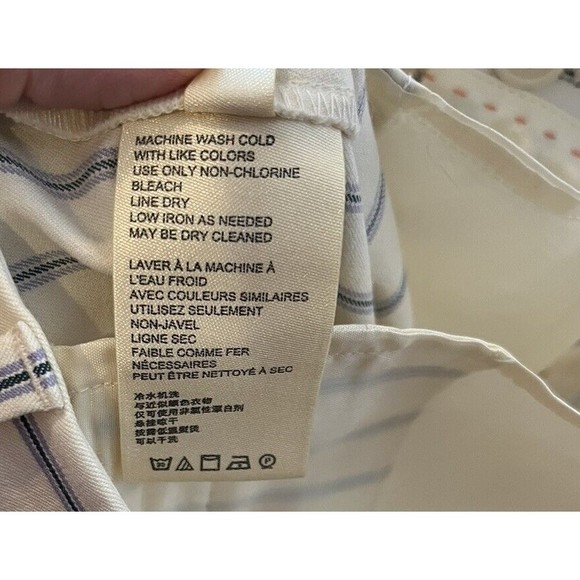 MACHINE WASH COLD
WITH LIKE COLORS
USE ONLY NON-CHLORINE
BLEACH
LINE DRY
LOW IRON AS NEEDED
MAY BE DRY CLEANED
LAVER À LA MACHINE À
L'EAU FROID
AVEC COULEURS SIMILAIRES
UTILISEZ SEULEMENT
NON-JAVEL
LIGNE SEC
FAIBLE COMME FER
NÉCESSAIRES
PEUT ÊTRE NETTOYÉ À SEC
冷水机洗
与近似顏色衣物
仅可使用非氯性漂白剂
悬挂晾干
按需低温熨烫
可以干洗